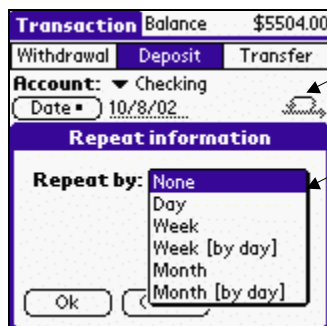 Transaction Balance $5504.00
Withdrawal Deposit Transfer
Account: Checking
Date 10/8/02
Repeat information
Repeat by: None
Day
Week
Week [by day]
Month
Month [by day]
Ok